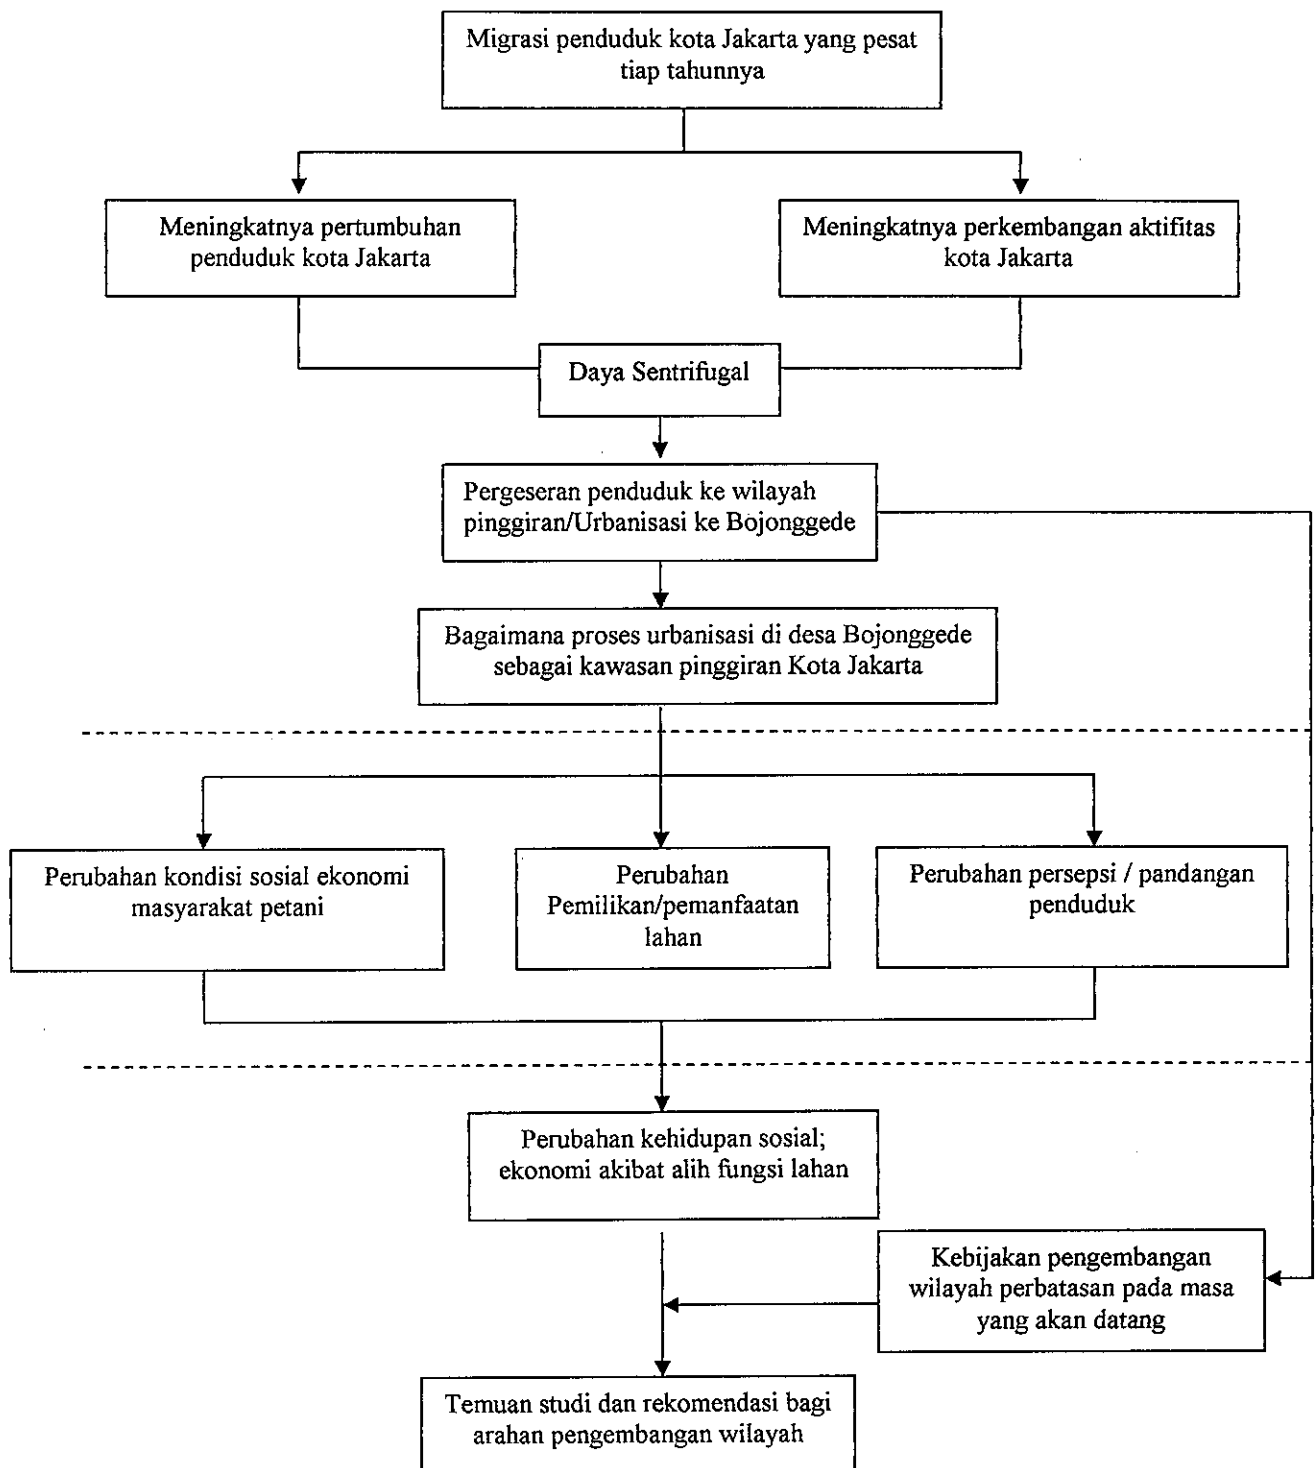 Migrasi penduduk kota Jakarta yang pesat
tiap tahunnya
Meningkatnya pertumbuhan
penduduk kota Jakarta
Meningkatnya perkembangan aktifitas
kota Jakarta
Daya Sentrifugal
Pergeseran penduduk ke wilayah
pinggiran/Urbanisasi ke Bojonggede
Bagaimana proses urbanisasi di desa Bojonggede
sebagai kawasan pinggiran Kota Jakarta
Perubahan kondisi sosial ekonomi
masyarakat petani
Perubahan
Pemilikan/pemanfaatan
lahan
Perubahan persepsi / pandangan
penduduk
Perubahan kehidupan sosial;
ekonomi akibat alih fungsi lahan
Kebijakan pengembangan
wilayah perbatasan pada masa
yang akan datang
Temuan studi dan rekomendasi bagi
arahan pengembangan wilayah